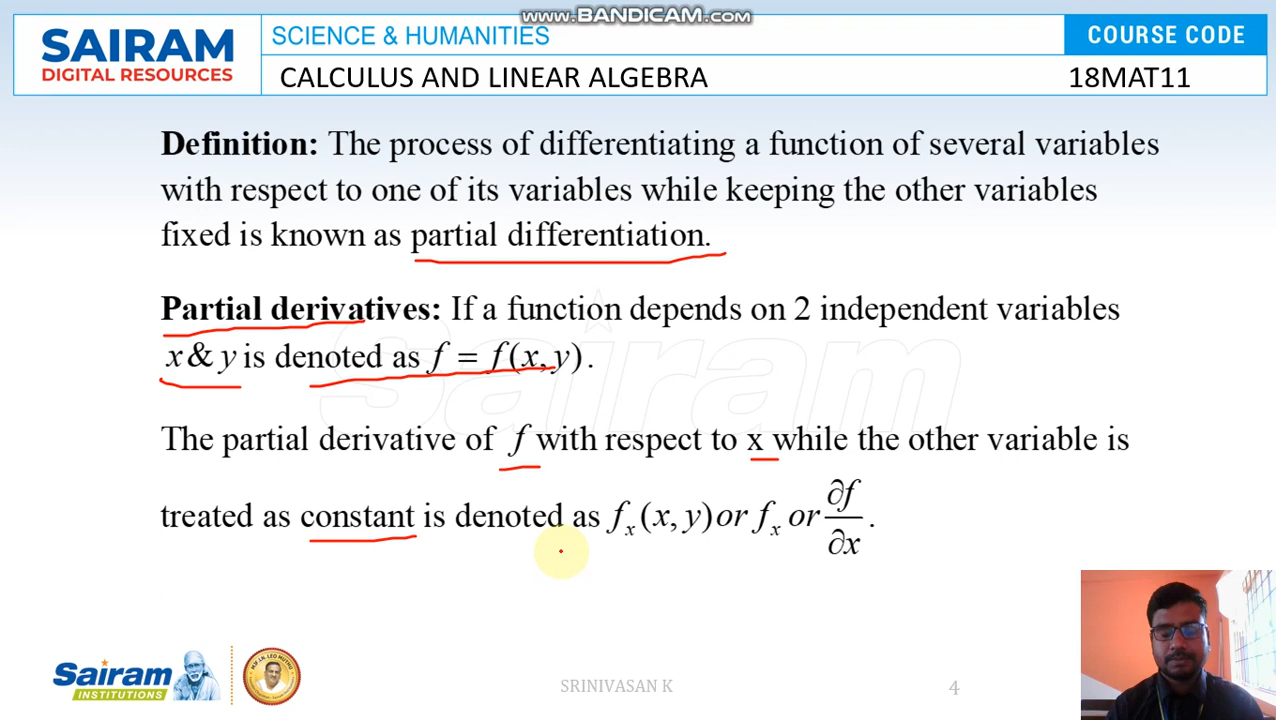 www.BANDICAM.com
SAIRAM
DIGITAL RESOURCES
SCIENCE & HUMANITIES
COURSE CODE
CALCULUS AND LINEAR ALGEBRA
18MAT11
Definition: The process of differentiating a function of several variables
with respect to one of its variables while keeping the other variables
fixed is known as partial differentiation.
Partial derivatives: If a function depends on 2 independent variables
x & y is denoted as f = f(x, y).
The partial derivative of f with respect to x while the other variable is
treated as constant is denoted as fₓ(x, y) or fₓ or ∂f/∂x.
Sairam
Sairam
INSTITUTIONS
SRINIVASAN K
4